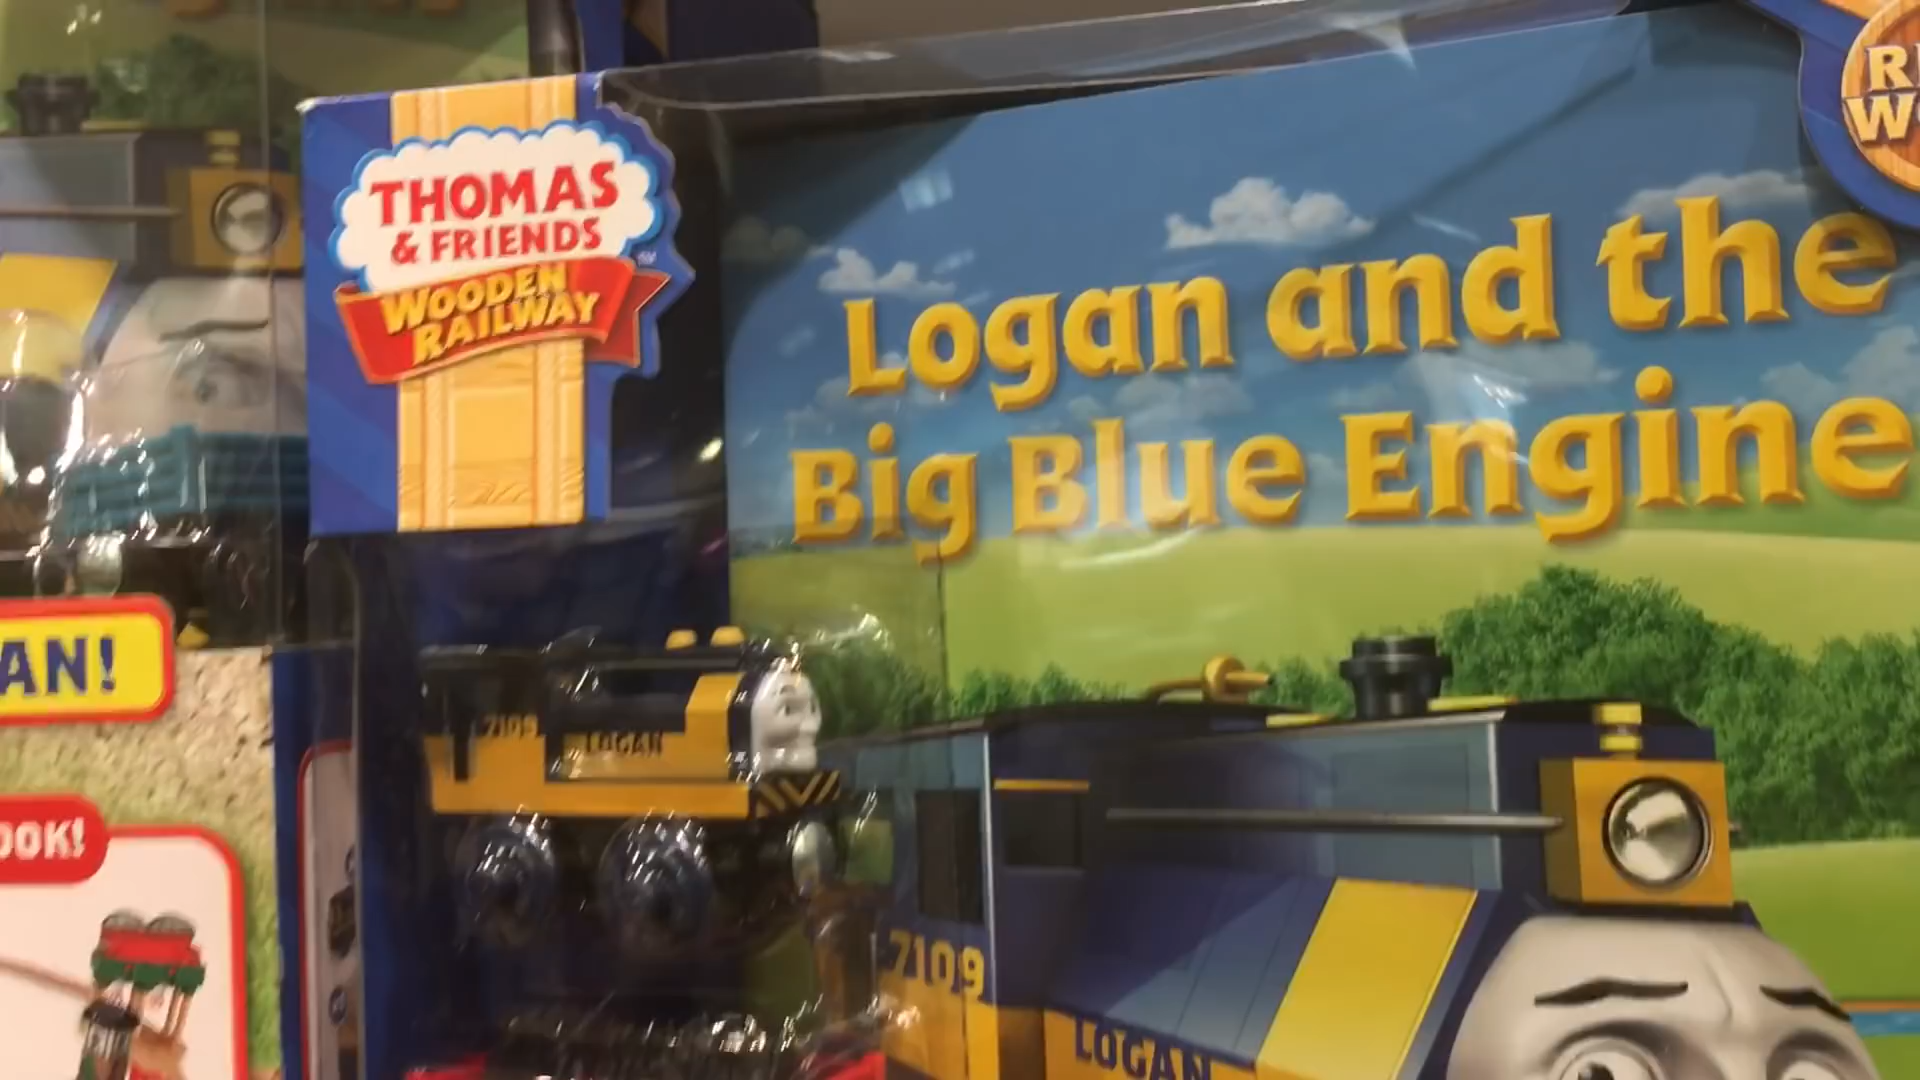 THOMAS
& FRIENDS
WOODEN
RAILWAY
Logan and the
Big Blue Engine
7109 LOGAN
7109
LOGAN
AN!
OOK!